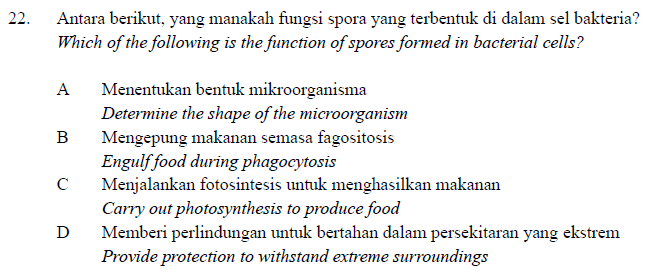 22. Antara berikut, yang manakah fungsi spora yang terbentuk di dalam sel bakteria?
Which of the following is the function of spores formed in bacterial cells?
A Menentukan bentuk mikroorganisma
Determine the shape of the microorganism
B Mengepung makanan semasa fagositosis
Engulf food during phagocytosis
C Menjalankan fotosintesis untuk menghasilkan makanan
Carry out photosynthesis to produce food
D Memberi perlindungan untuk bertahan dalam persekitaran yang ekstrem
Provide protection to withstand extreme surroundings